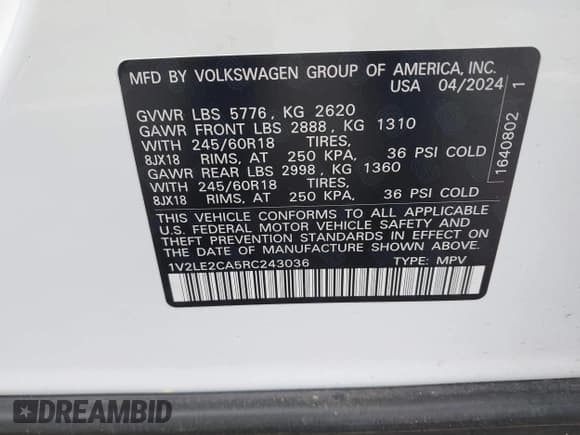 MFD BY VOLKSWAGEN GROUP OF AMERICA, INC.
USA 04/2024
GVWR LBS 5776, KG 2620
GAWR FRONT LBS 2888, KG 1310
WITH 245/60R18 TIRES,
8JX18 RIMS, AT 250 KPA, 36 PSI COLD
GAWR REAR LBS 2998, KG 1360
WITH 245/60R18 TIRES,
8JX18 RIMS, AT 250 KPA, 36 PSI COLD
THIS VEHICLE CONFORMS TO ALL APPLICABLE
U.S. FEDERAL MOTOR VEHICLE SAFETY AND
THEFT PREVENTION STANDARDS IN EFFECT ON
THE DATE OF MANUFACTURE SHOWN ABOVE.
1V2LE2CA5RC243036 TYPE: MPV
1640802 1
DREAMBID